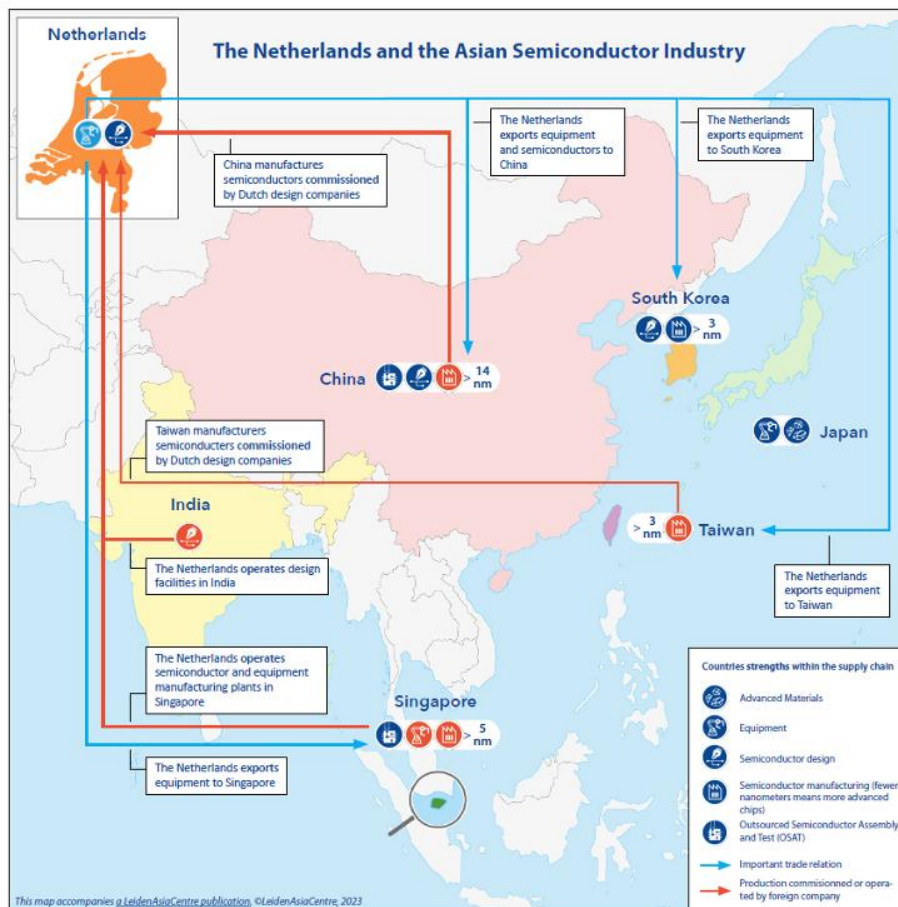 Netherlands
The Netherlands and the Asian Semiconductor Industry
The Netherlands
exports equipment
and semiconductors to
China
The Netherlands
exports equipment
to South Korea
China manufactures
semiconductors commissioned
by Dutch design companies
South Korea
> 3
nm
China
> 14
nm
Japan
Taiwan manufacturers
semiconducters commissioned
by Dutch design companies
India
> 3
nm
Taiwan
The Netherlands operates design
facilities in India
The Netherlands
exports equipment
to Taiwan
The Netherlands operates
semiconductor and equipment
manufacturing plants in
Singapore
Singapore
> 5
nm
The Netherlands exports
equipment to Singapore
Countries strengths within the supply chain
Advanced Materials
Equipment
Semiconductor design
Semiconductor manufacturing (fewer
nanometers means more advanced
chips)
Outsourced Semiconductor Assembly
and Test (OSAT)
Important trade relation
Production commisionned or opera-
ted by foreign company
This map accompanies a LeidenAsiaCentre publication, ©LeidenAsiaCentre, 2023